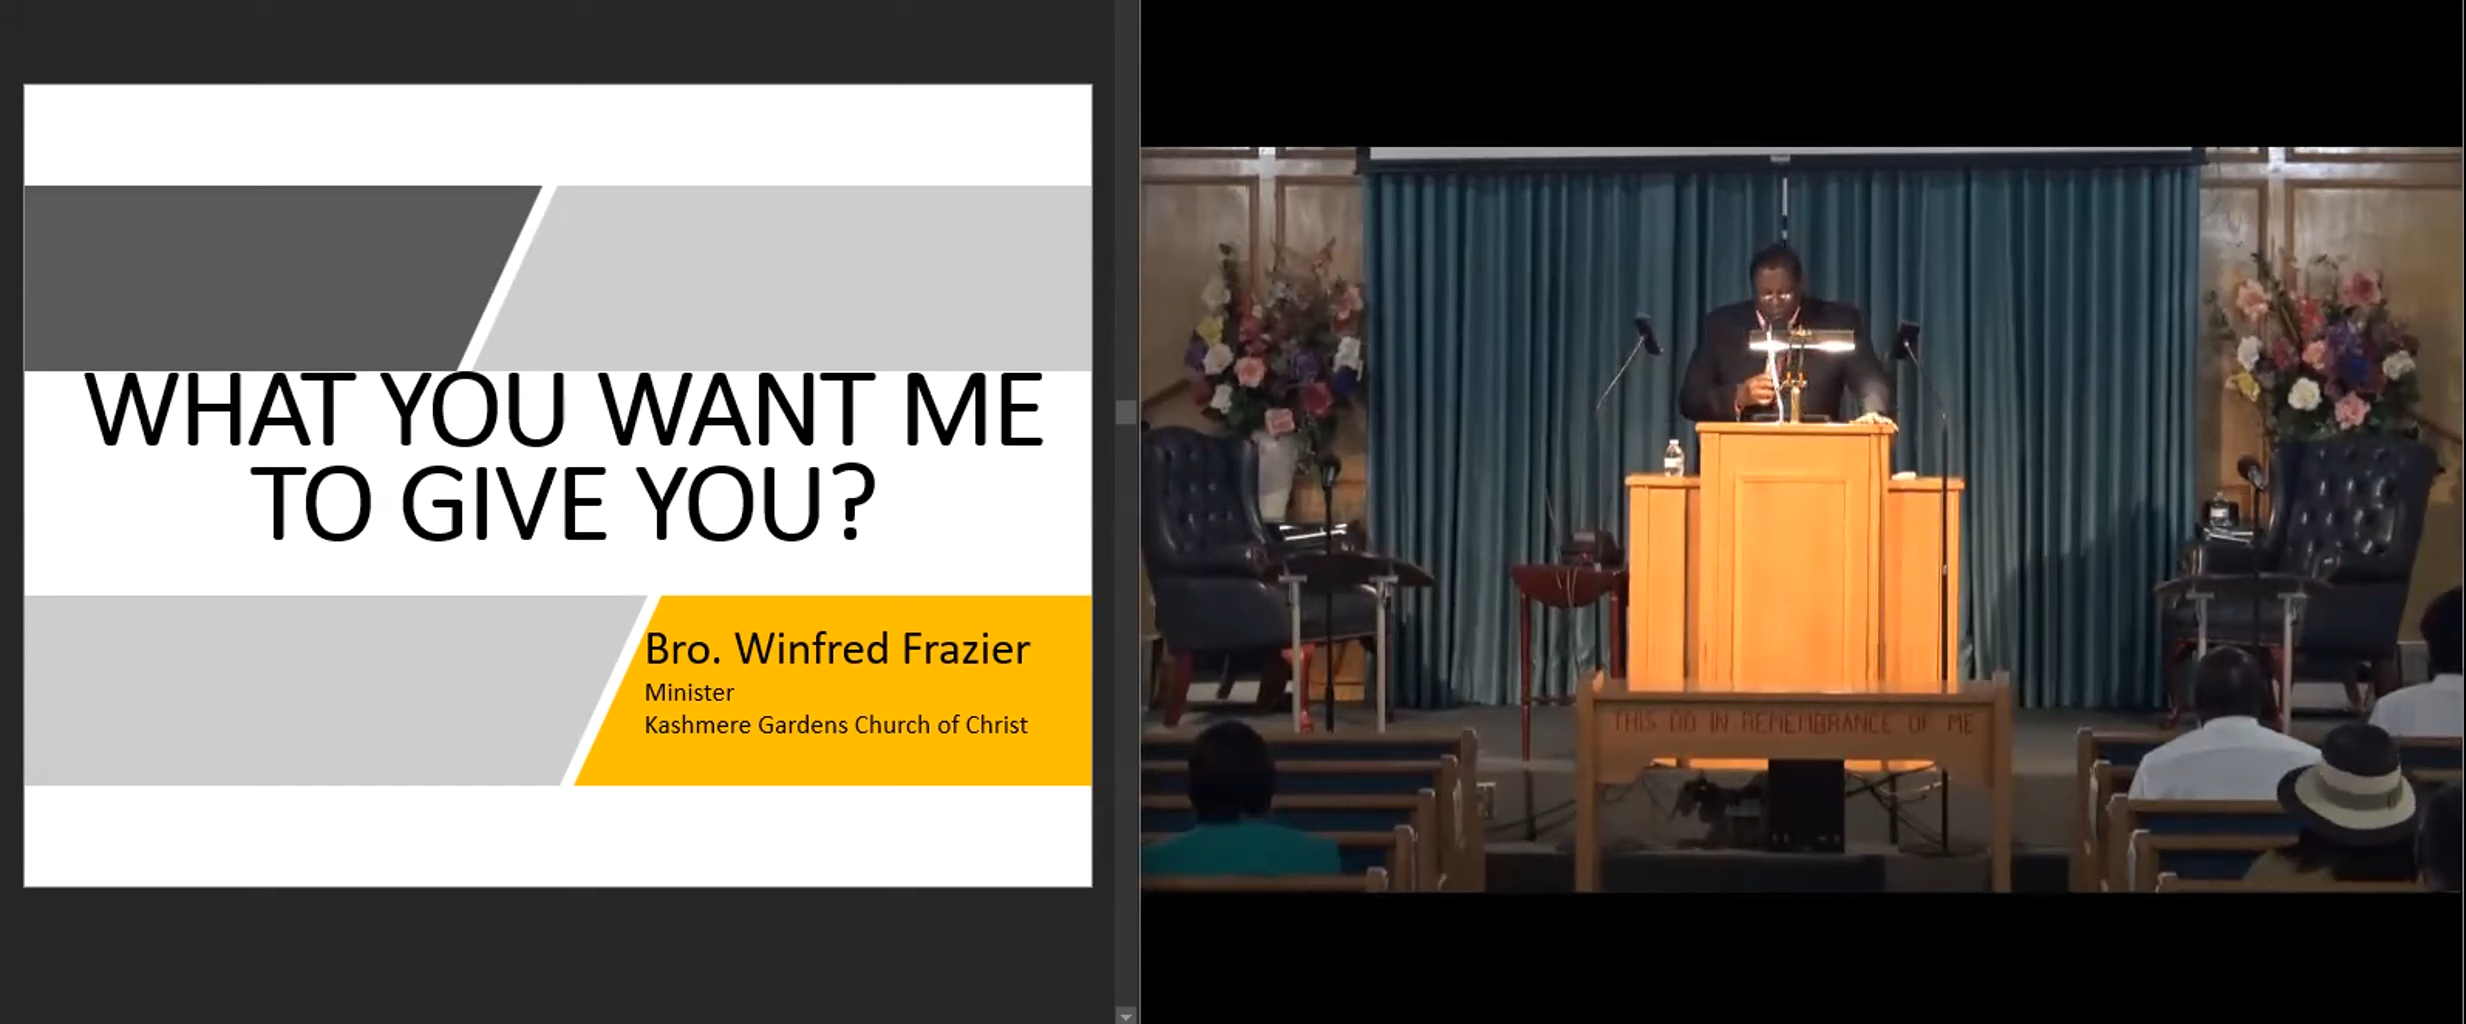 WHAT YOU WANT ME
TO GIVE YOU?
Bro. Winfred Frazier
Minister
Kashmere Gardens Church of Christ
THIS DO IN REMEMBRANCE OF ME